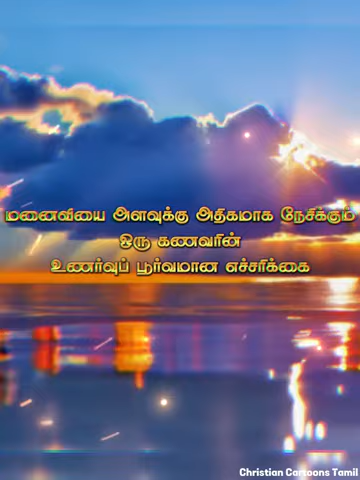 மனைவியை அளவுக்கு அதிகமாக நேசிக்கும்
ஒரு கணவரின்
உணர்வுப் பூர்வமான எச்சரிக்கை
Christian Cartoons Tamil